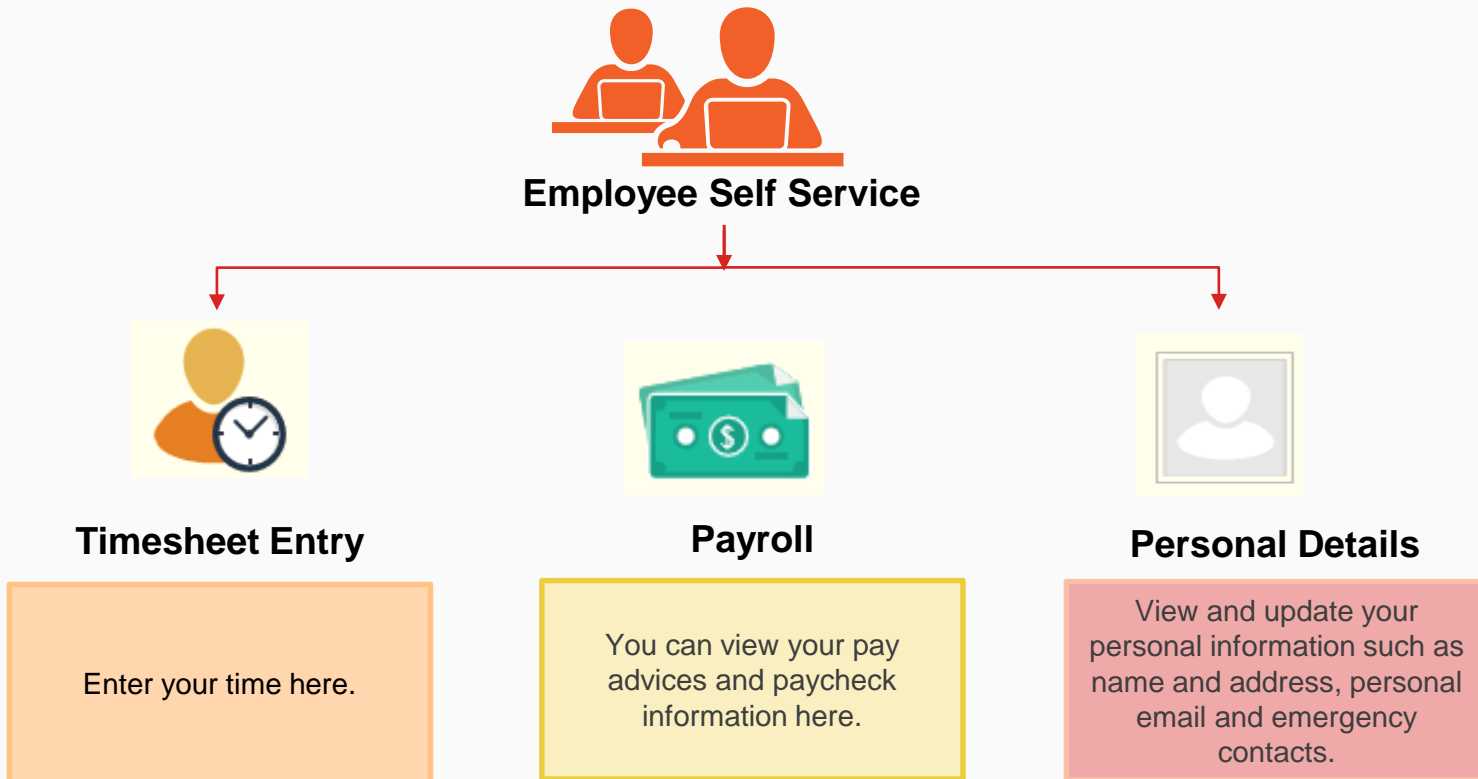 Employee Self Service
Timesheet Entry
Enter your time here.
Payroll
You can view your pay
advices and paycheck
information here.
Personal Details
View and update your
personal information such as
name and address, personal
email and emergency
contacts.